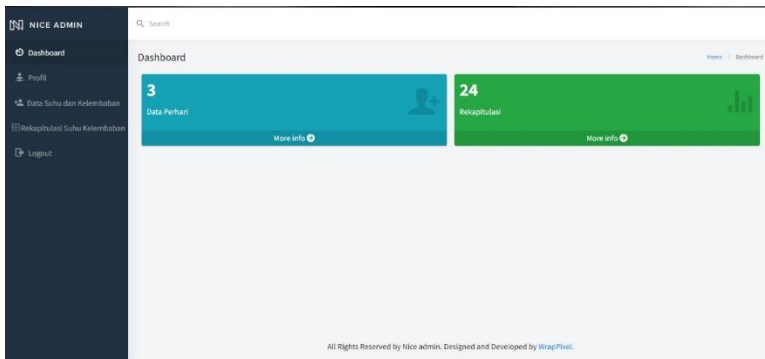 NICE ADMIN
Search
Dashboard
Profil
Data Suhu dan Kelembaban
Rekapitulasi Suhu Kelembaban
Logout
Dashboard
Home Dashboard
3
Data Perhari
More info
24
Rekapitulasi
More info
All Rights Reserved by Nice admin. Designed and Developed by WrapPixel.